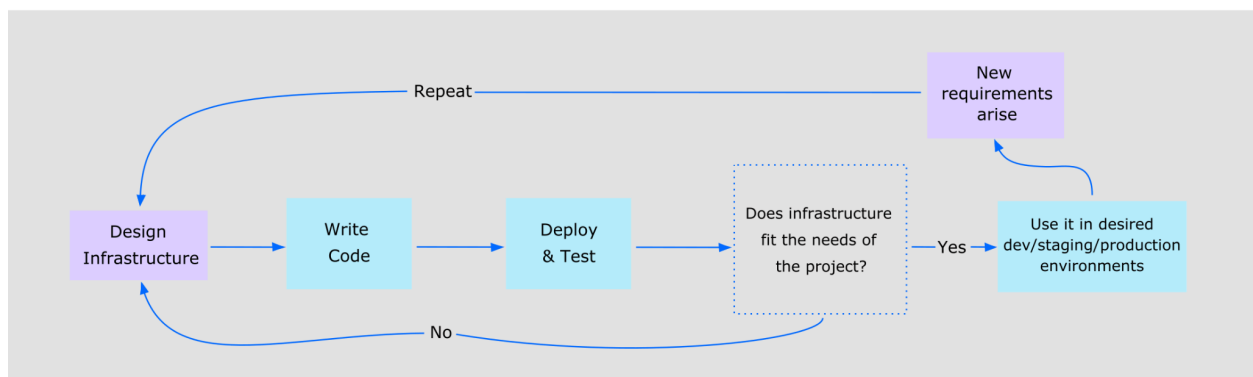 New
requirements
arise
Repeat
Design
Infrastructure
Write
Code
Deploy
& Test
Does infrastructure
fit the needs of
the project?
Yes
Use it in desired
dev/staging/production
environments
No